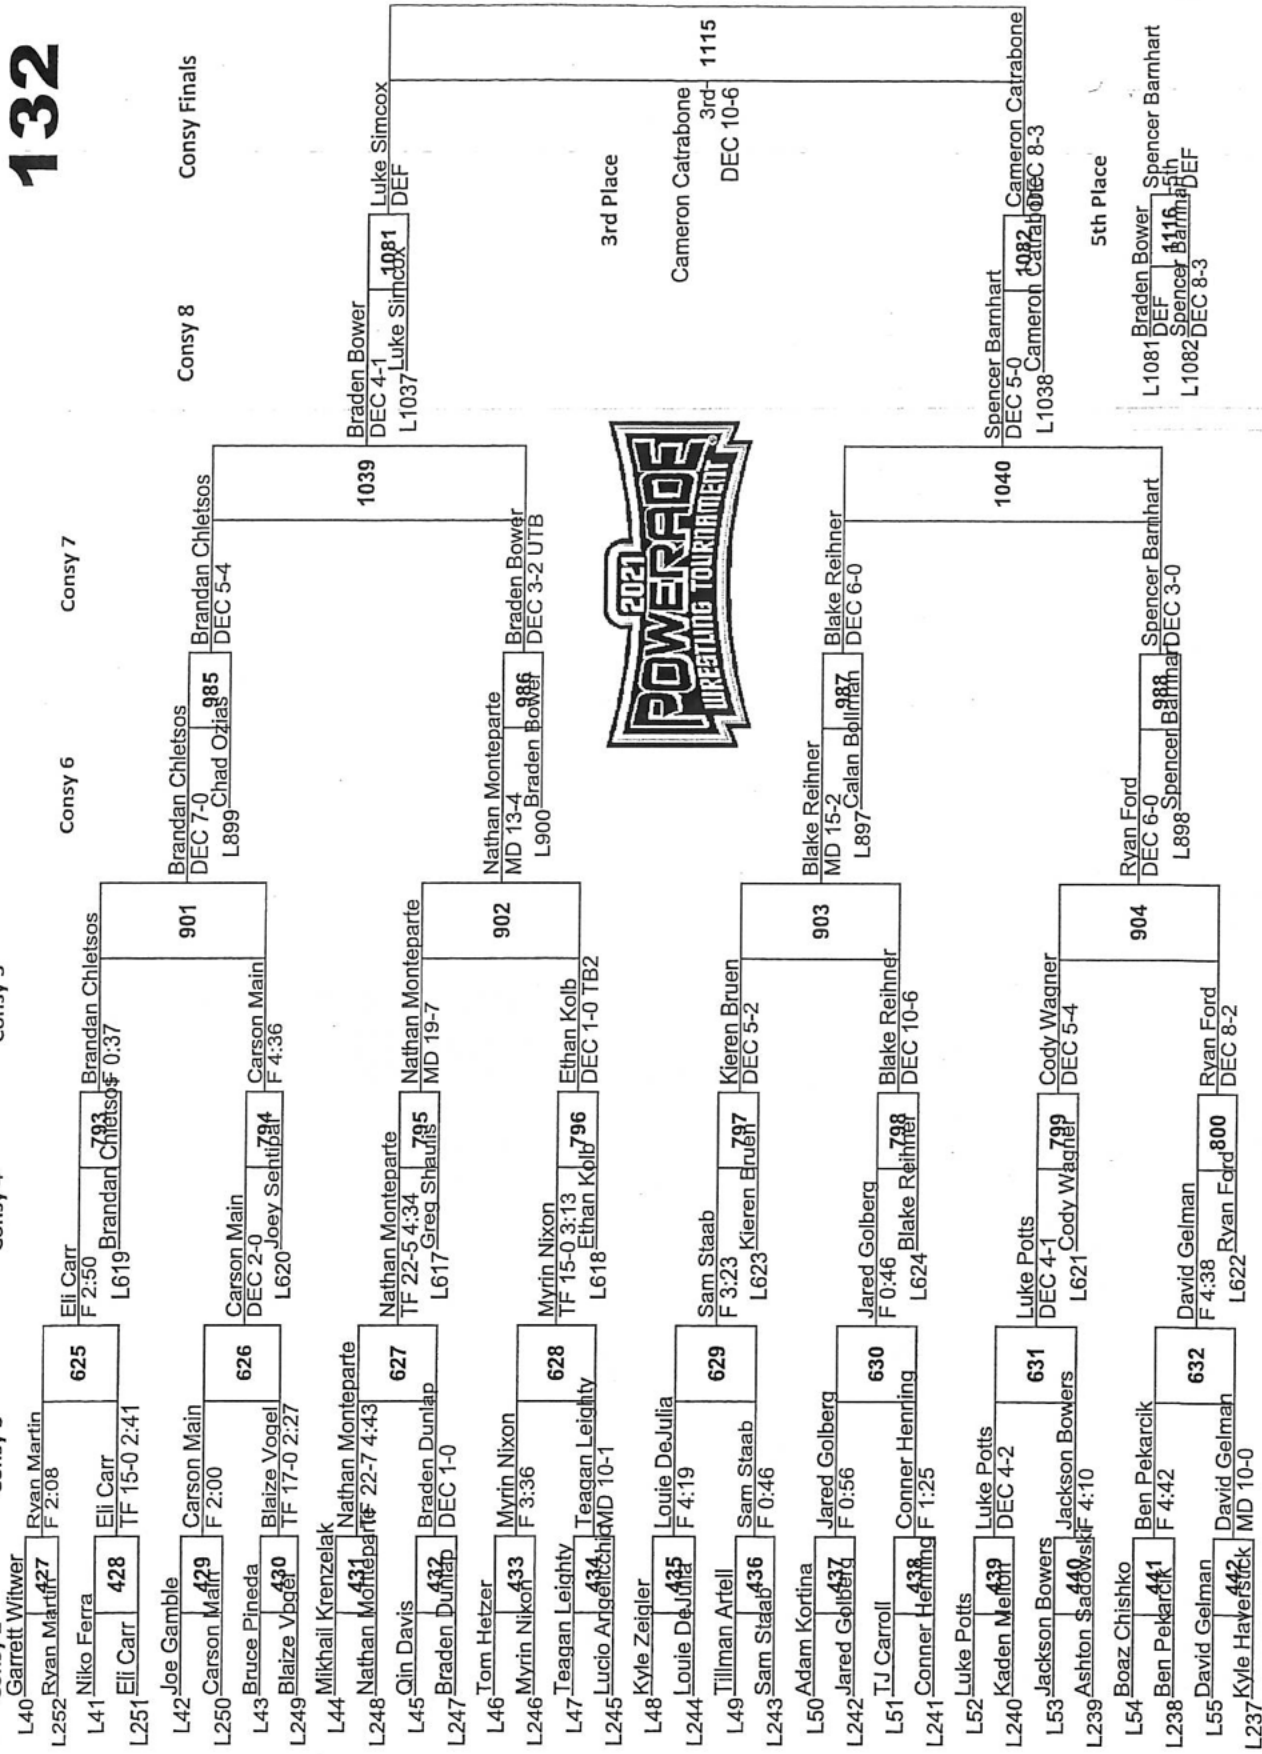 132
Consy 6
Consy 7
Consy 8
Consy Finals
L40 Garrett Witwer
427
L252 Ryan Martin
Ryan Martin
F 2:08
L41 Niko Ferra
428
L251 Eli Carr
Eli Carr
TF 15-0 2:41
L42 Joe Gamble
429
L250 Carson Main
Carson Main
F 2:00
L43 Bruce Pineda
430
L249 Blaize Vogel
Blaize Vogel
TF 17-0 2:27
L44 Mikhail Krenzelak
431
L248 Nathan Monteparte
Nathan Monteparte
TF 22-7 4:43
L45 Qin Davis
432
L247 Braden Dunlap
Braden Dunlap
DEC 1-0
L46 Tom Hetzer
433
L246 Myrin Nixon
Myrin Nixon
F 3:36
L47 Teagan Leighty
434
L245 Lucio Angelicchio
Teagan Leighty
MD 10-1
L48 Kyle Zeigler
435
L244 Louie DeJulia
Louie DeJulia
F 4:19
L49 Tillman Artell
436
L243 Sam Staab
Sam Staab
F 0:46
L50 Adam Kortina
437
L242 Jared Golberg
Jared Golberg
F 0:56
L51 TJ Carroll
438
L241 Conner Henning
Conner Henning
F 1:25
L52 Luke Potts
439
L240 Kaden Mellon
Luke Potts
DEC 4-2
L53 Jackson Bowers
440
L239 Ashton Sadowski
Jackson Bowers
F 4:10
L54 Boaz Chishko
441
L238 Ben Pekarcik
Ben Pekarcik
F 4:42
L55 David Gelman
442
L237 Kyle Haverstick
David Gelman
MD 10-0
625
Eli Carr
F 2:50
793
L619 Brandan Chletsos
Brandan Chletsos
F 0:37
626
Carson Main
DEC 2-0
794
L620 Joey Sentipal
Carson Main
F 4:36
627
Nathan Monteparte
TF 22-5 4:34
795
L617 Greg Shaulis
Nathan Monteparte
MD 19-7
628
Myrin Nixon
TF 15-0 3:13
796
L618 Ethan Kolb
Ethan Kolb
DEC 1-0 TB2
629
Sam Staab
F 3:23
797
L623 Kieren Bruen
Kieren Bruen
DEC 5-2
630
Jared Golberg
F 0:46
798
L624 Blake Reihner
Blake Reihner
DEC 10-6
631
Luke Potts
DEC 4-1
799
L621 Cody Wagner
Cody Wagner
DEC 5-4
632
David Gelman
F 4:38
800
L622 Ryan Ford
Ryan Ford
DEC 8-2
901
Brandan Chletsos
DEC 7-0
985
L899 Chad Ozias
Brandan Chletsos
DEC 5-4
902
Nathan Monteparte
MD 13-4
986
L900 Braden Bower
Braden Bower
DEC 3-2 UTB
903
Blake Reihner
MD 15-2
987
L897 Calan Bollman
Blake Reihner
DEC 6-0
904
Ryan Ford
DEC 6-0
988
L898 Spencer Barnhart
Spencer Barnhart
DEC 3-0
2021
POWERADE
WRESTLING TOURNAMENT
1039
Braden Bower
DEC 4-1
1081
L1037 Luke Simcox
Luke Simcox
DEF
1040
Spencer Barnhart
DEC 5-0
1082
L1038 Cameron Catrabone
Cameron Catrabone
DEC 8-3
1115
3rd Place
Cameron Catrabone
3rd
DEC 10-6
5th Place
L1081 Braden Bower
DEF
1116
L1082 Spencer Barnhart
DEC 8-3
Spencer Barnhart
5th
DEF